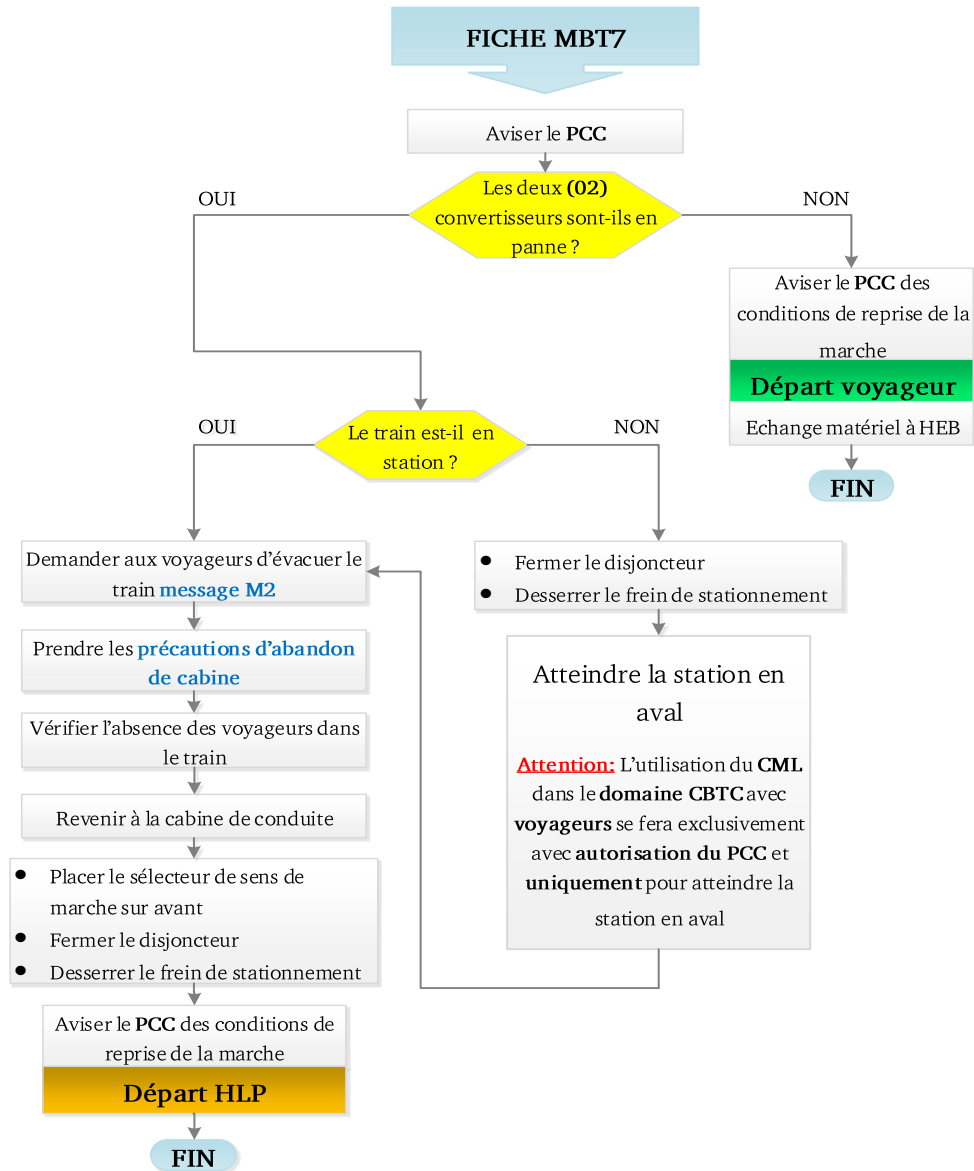 FICHE MBT7
Aviser le PCC
Les deux (02)
convertisseurs sont-ils en
panne ?
OUI
NON
Aviser le PCC des
conditions de reprise de la
marche
Départ voyageur
Echange matériel à HEB
FIN
Le train est-il en
station ?
OUI
NON
Demander aux voyageurs d’évacuer le
train message M2
Prendre les précautions d’abandon
de cabine
Vérifier l’absence des voyageurs dans
le train
Revenir à la cabine de conduite
• Placer le sélecteur de sens de
marche sur avant
• Fermer le disjoncteur
• Desserrer le frein de stationnement
Aviser le PCC des conditions de
reprise de la marche
Départ HLP
FIN
• Fermer le disjoncteur
• Desserrer le frein de stationnement
Atteindre la station en
aval
Attention: L’utilisation du CML
dans le domaine CBTC avec
voyageurs se fera exclusivement
avec autorisation du PCC et
uniquement pour atteindre la
station en aval